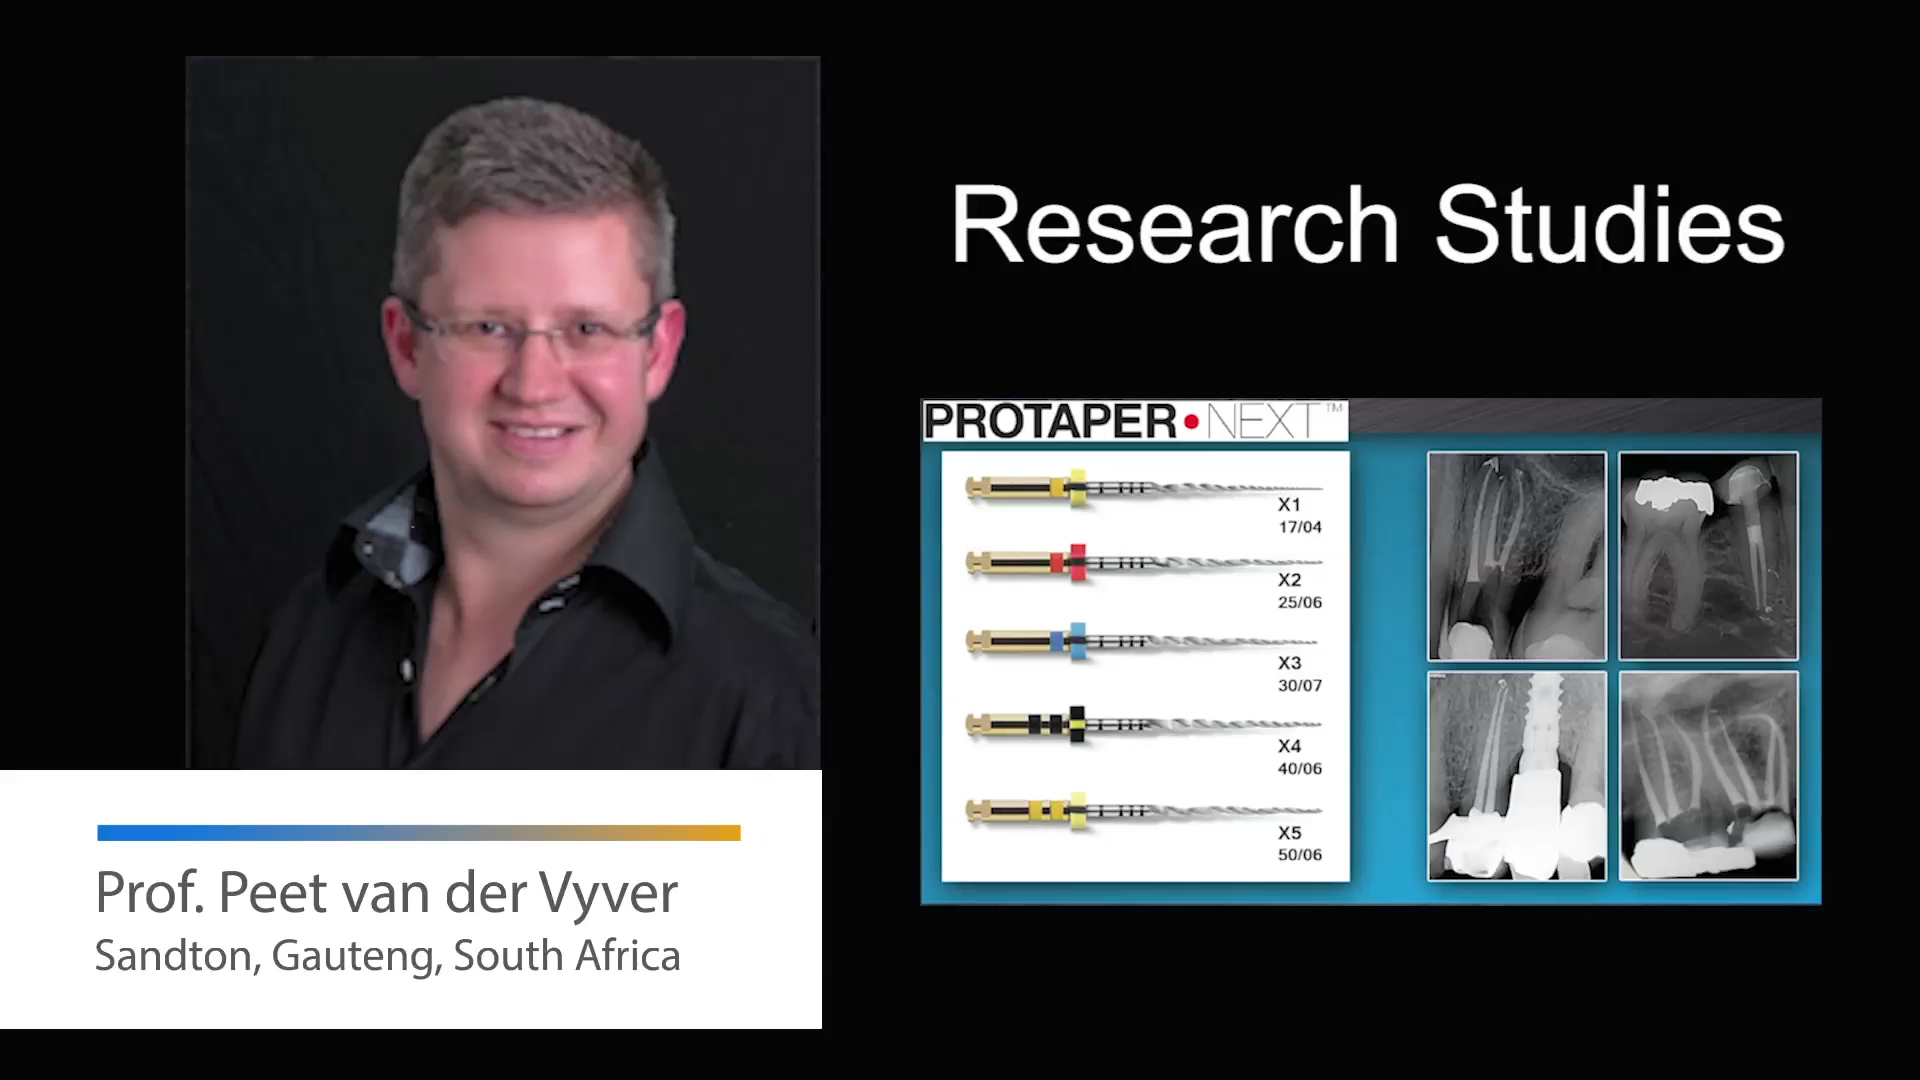 Research Studies
PROTAPER•NEXT™
X1
17/04
X2
25/06
X3
30/07
X4
40/06
X5
50/06
Prof. Peet van der Vyver
Sandton, Gauteng, South Africa